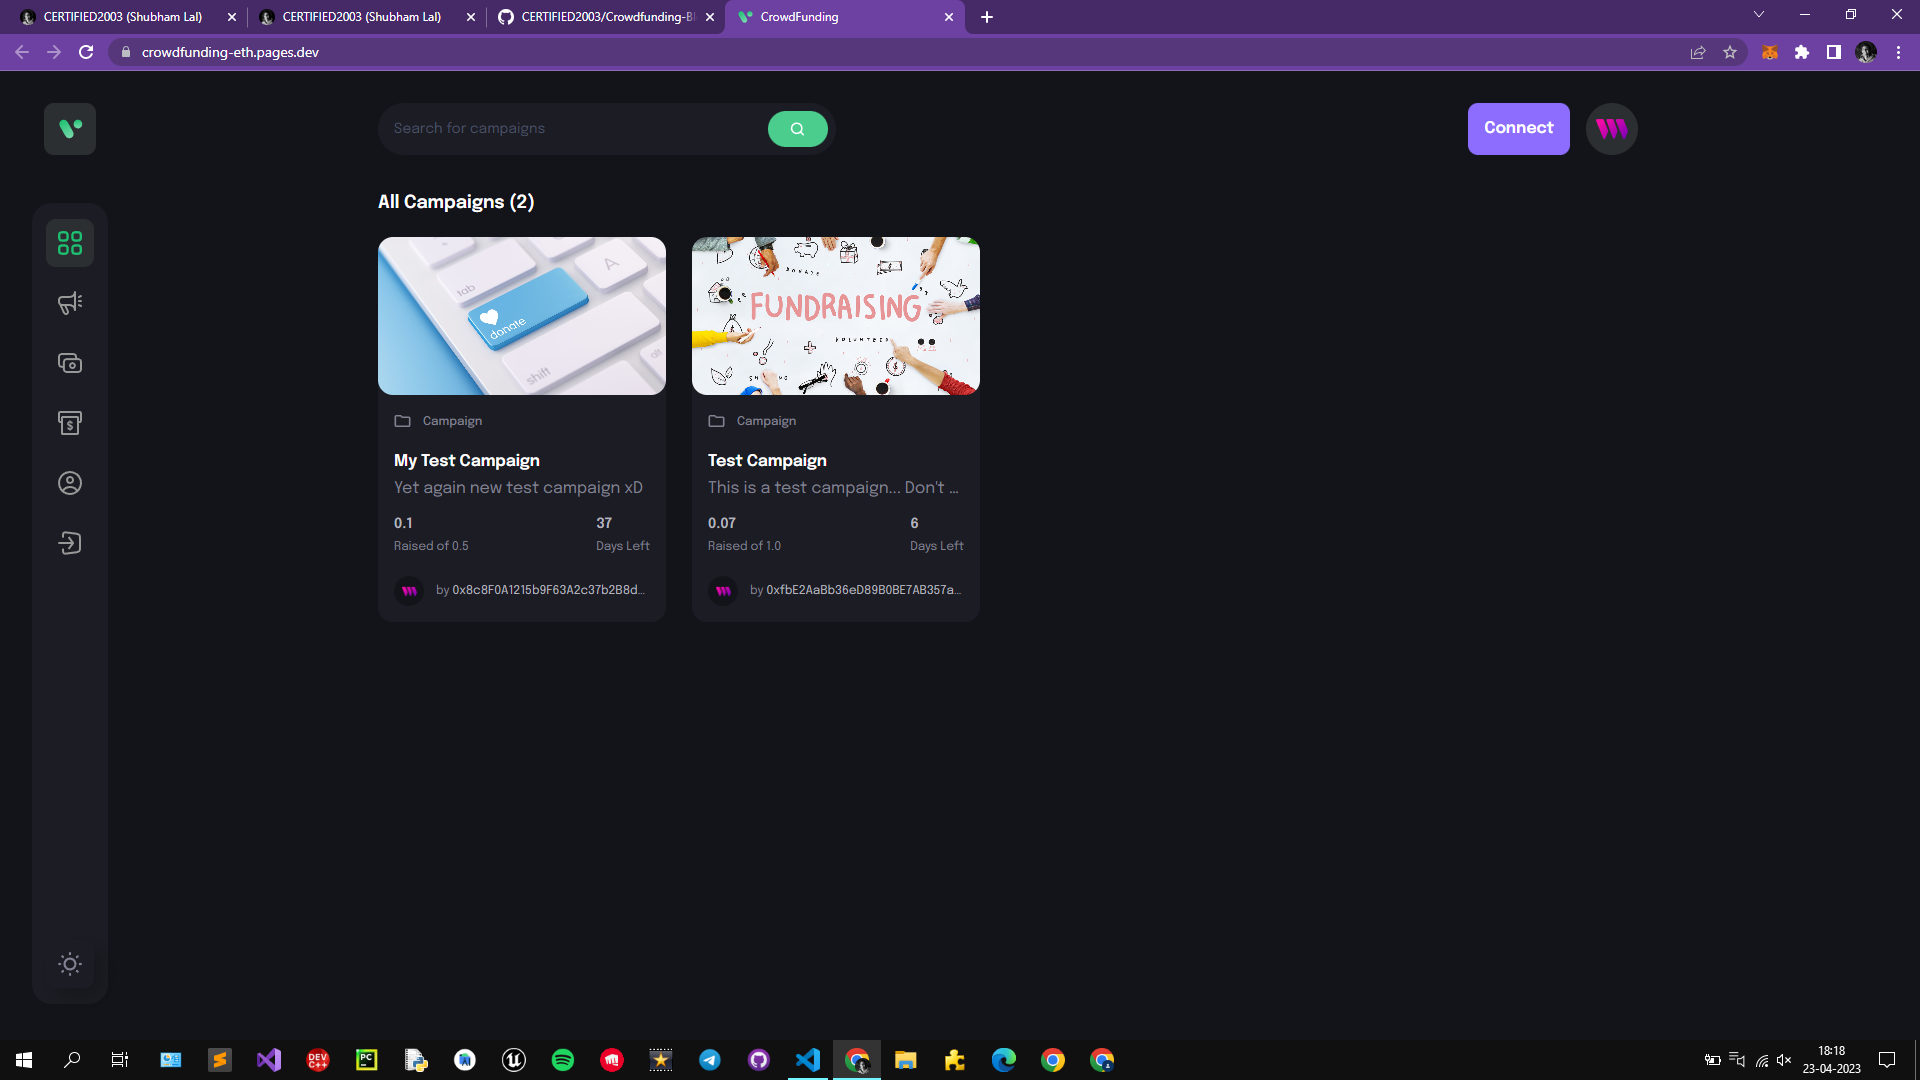 CERTIFIED2003 (Shubham Lal)
CERTIFIED2003 (Shubham Lal)
CERTIFIED2003/Crowdfunding-Bl
CrowdFunding
crowdfunding-eth.pages.dev
Search for campaigns
Connect
All Campaigns (2)
tab
A
donate
shift
alt
DONATE
FUNDRAISING
VOLUNTEER
Campaign
My Test Campaign
Yet again new test campaign xD
0.1
37
Raised of 0.5
Days Left
by 0x8c8F0A1215b9F63A2c37b2B8d...
Campaign
Test Campaign
This is a test campaign... Don't ...
0.07
6
Raised of 1.0
Days Left
by 0xfbE2AaBb36eD89B0BE7AB357a...
DEV
C++
PC
18:18
23-04-2023